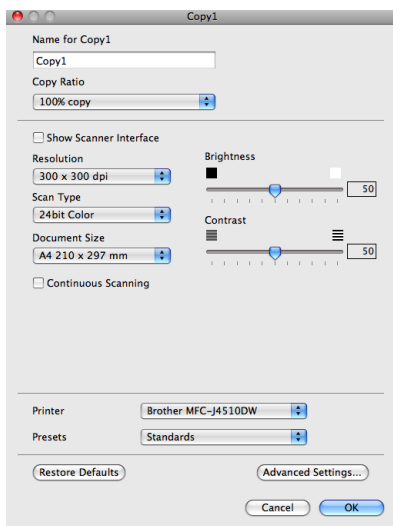 Copy1
Name for Copy1
Copy1
Copy Ratio
100% copy
Show Scanner Interface
Resolution
300 x 300 dpi
Scan Type
24bit Color
Document Size
A4 210 x 297 mm
Continuous Scanning
Brightness
50
Contrast
50
Printer
Brother MFC-J4510DW
Presets
Standards
Restore Defaults
Advanced Settings...
Cancel
OK